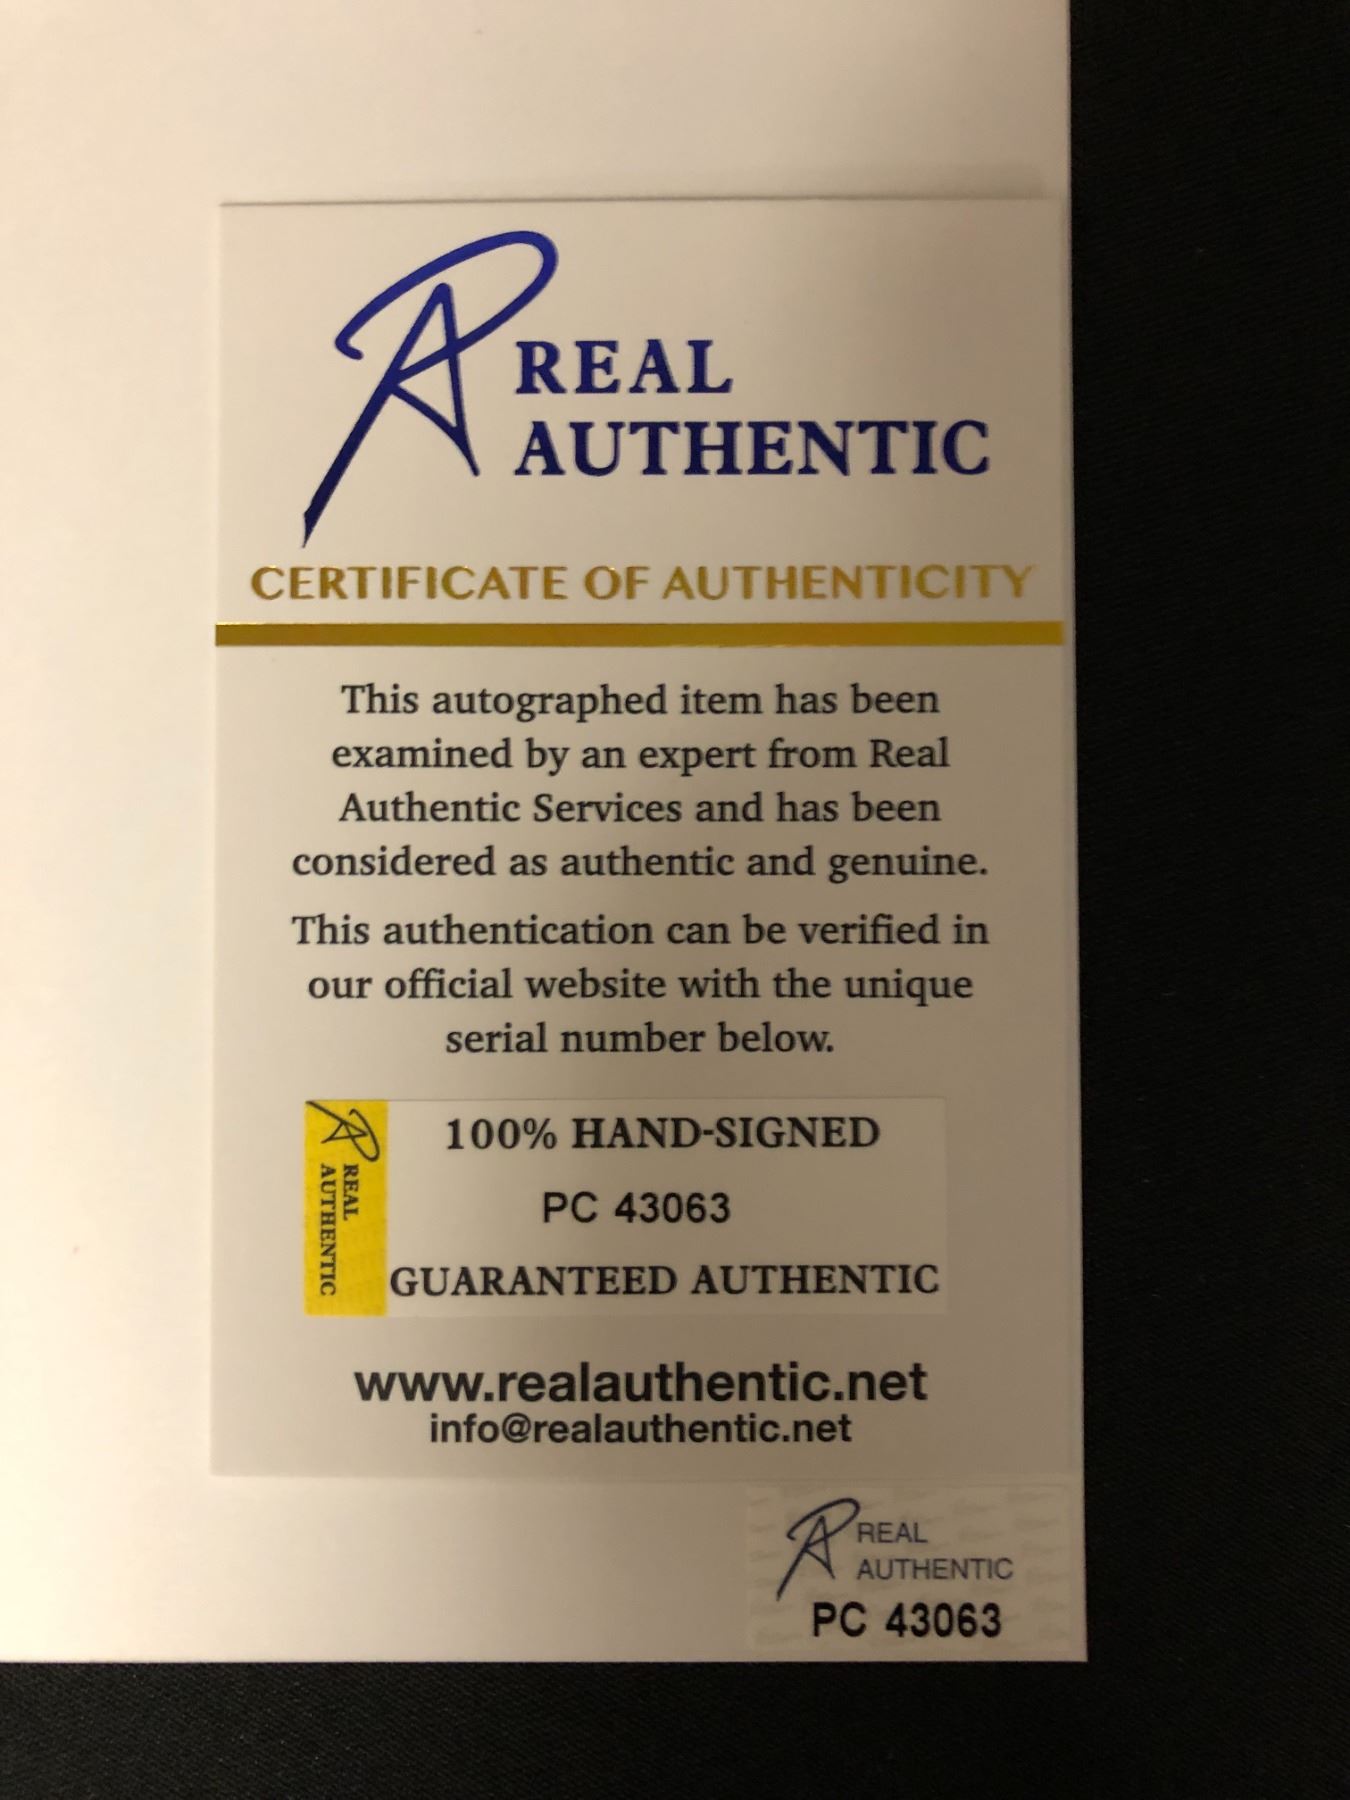 REAL
AUTHENTIC
CERTIFICATE OF AUTHENTICITY
This autographed item has been
examined by an expert from Real
Authentic Services and has been
considered as authentic and genuine.
This authentication can be verified in
our official website with the unique
serial number below.
REAL
AUTHENTIC
100% HAND-SIGNED
PC 43063
GUARANTEED AUTHENTIC
www.realauthentic.net
info@realauthentic.net
REAL
AUTHENTIC
PC 43063